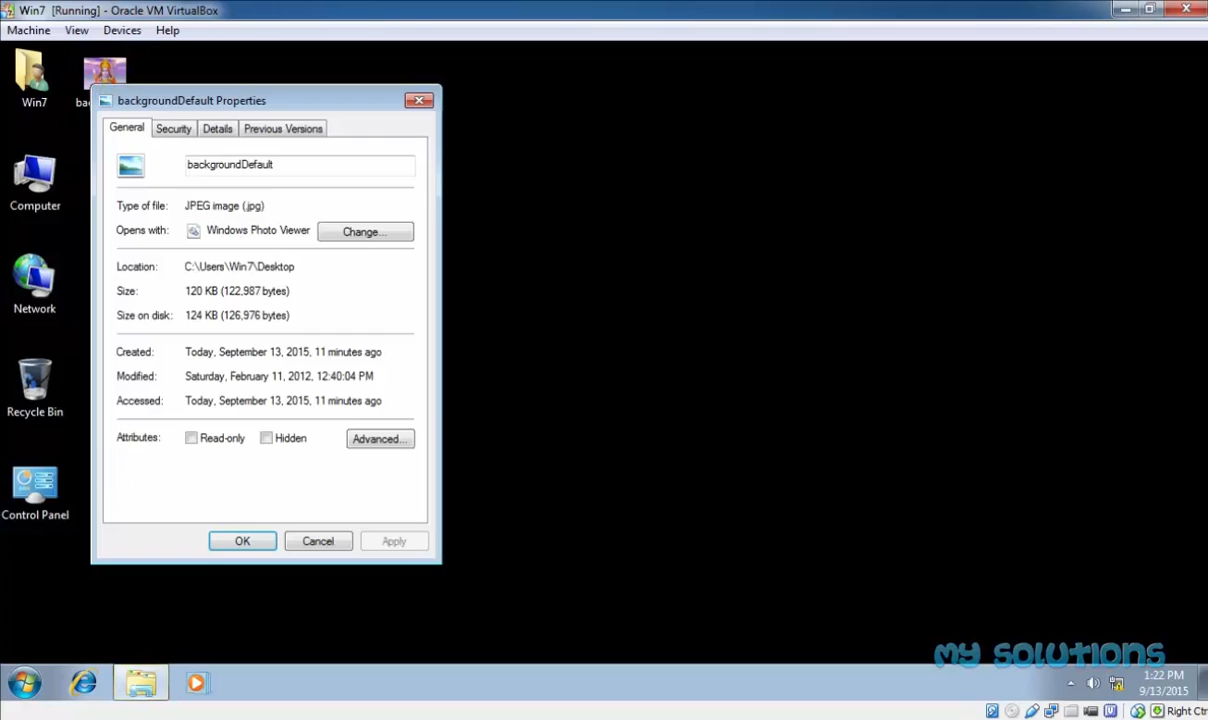 Win7 [Running] - Oracle VM VirtualBox
Machine View Devices Help
Win7
Computer
Network
Recycle Bin
Control Panel
backgroundDefault Properties
General Security Details Previous Versions
backgroundDefault
Type of file: JPEG image (.jpg)
Opens with: Windows Photo Viewer Change...
Location: C:\Users\Win7\Desktop
Size: 120 KB (122,987 bytes)
Size on disk: 124 KB (126,976 bytes)
Created: Today, September 13, 2015, 11 minutes ago
Modified: Saturday, February 11, 2012, 12:40:04 PM
Accessed: Today, September 13, 2015, 11 minutes ago
Attributes: Read-only Hidden Advanced...
OK Cancel Apply
my solutions
1:22 PM
9/13/2015
Right Ctr